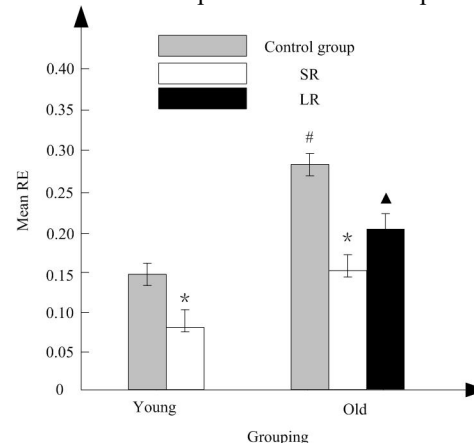 Control group
SR
LR
0.40
0.35
0.30
0.25
0.20
0.15
0.10
0.05
0
Mean RE
#
*
*
▲
Young
Old
Grouping